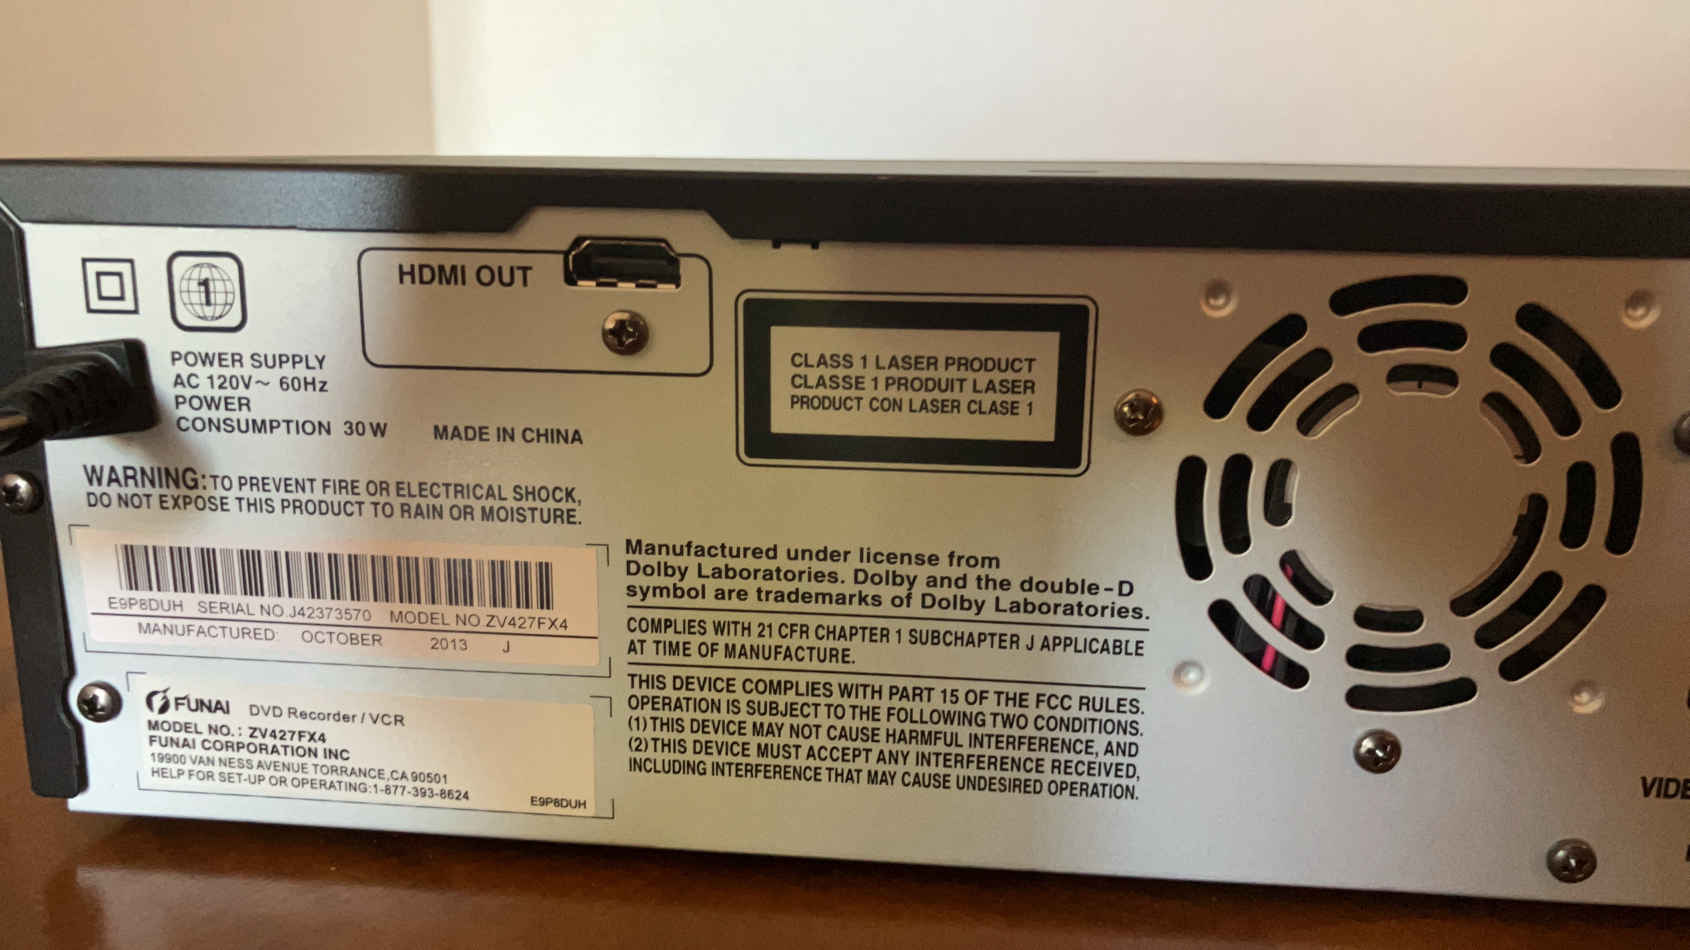 HDMI OUT
1
POWER SUPPLY
AC 120V~ 60Hz
POWER
CONSUMPTION 30W
MADE IN CHINA
WARNING: TO PREVENT FIRE OR ELECTRICAL SHOCK,
DO NOT EXPOSE THIS PRODUCT TO RAIN OR MOISTURE.
E9P8DUH SERIAL NO.J42373570 MODEL NO.ZV427FX4
MANUFACTURED: OCTOBER 2013 J
FUNAI DVD Recorder / VCR
MODEL NO.: ZV427FX4
FUNAI CORPORATION INC
19900 VAN NESS AVENUE TORRANCE,CA 90501
HELP FOR SET-UP OR OPERATING:1-877-393-8624
E9P8DUH
CLASS 1 LASER PRODUCT
CLASSE 1 PRODUIT LASER
PRODUCT CON LASER CLASE 1
Manufactured under license from
Dolby Laboratories. Dolby and the double-D
symbol are trademarks of Dolby Laboratories.
COMPLIES WITH 21 CFR CHAPTER 1 SUBCHAPTER J APPLICABLE
AT TIME OF MANUFACTURE.
THIS DEVICE COMPLIES WITH PART 15 OF THE FCC RULES.
OPERATION IS SUBJECT TO THE FOLLOWING TWO CONDITIONS.
(1) THIS DEVICE MAY NOT CAUSE HARMFUL INTERFERENCE, AND
(2) THIS DEVICE MUST ACCEPT ANY INTERFERENCE RECEIVED,
INCLUDING INTERFERENCE THAT MAY CAUSE UNDESIRED OPERATION.